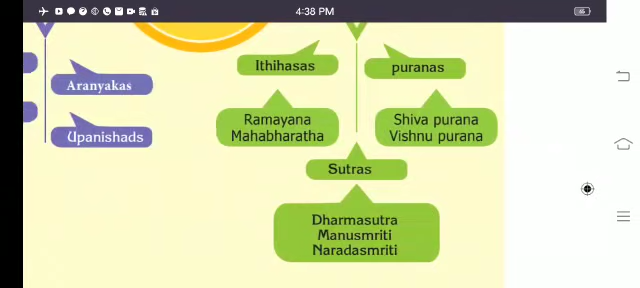 4:38 PM
Ithihasas
puranas
Aranyakas
Ramayana
Mahabharatha
Shiva purana
Vishnu purana
Upanishads
Sutras
Dharmasutra
Manusmriti
Naradasmriti